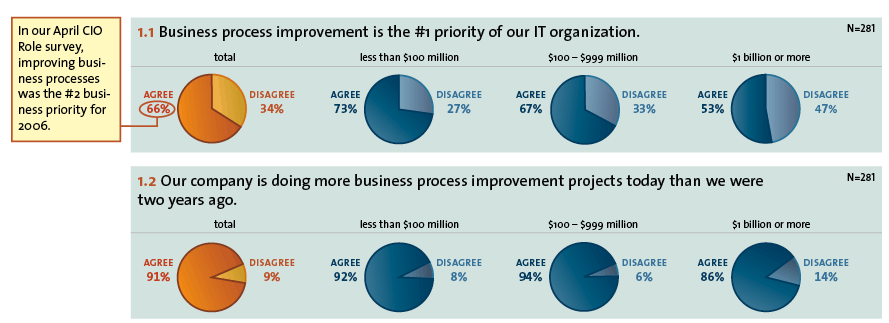 In our April CIO
Role survey,
improving busi-
ness processes
was the #2 busi-
ness priority for
2006.
1.1 Business process improvement is the #1 priority of our IT organization.
N=281
total
less than $100 million
$100 – $999 million
$1 billion or more
AGREE
66%
DISAGREE
34%
AGREE
73%
DISAGREE
27%
AGREE
67%
DISAGREE
33%
AGREE
53%
DISAGREE
47%
1.2 Our company is doing more business process improvement projects today than we were
two years ago.
N=281
total
less than $100 million
$100 – $999 million
$1 billion or more
AGREE
91%
DISAGREE
9%
AGREE
92%
DISAGREE
8%
AGREE
94%
DISAGREE
6%
AGREE
86%
DISAGREE
14%